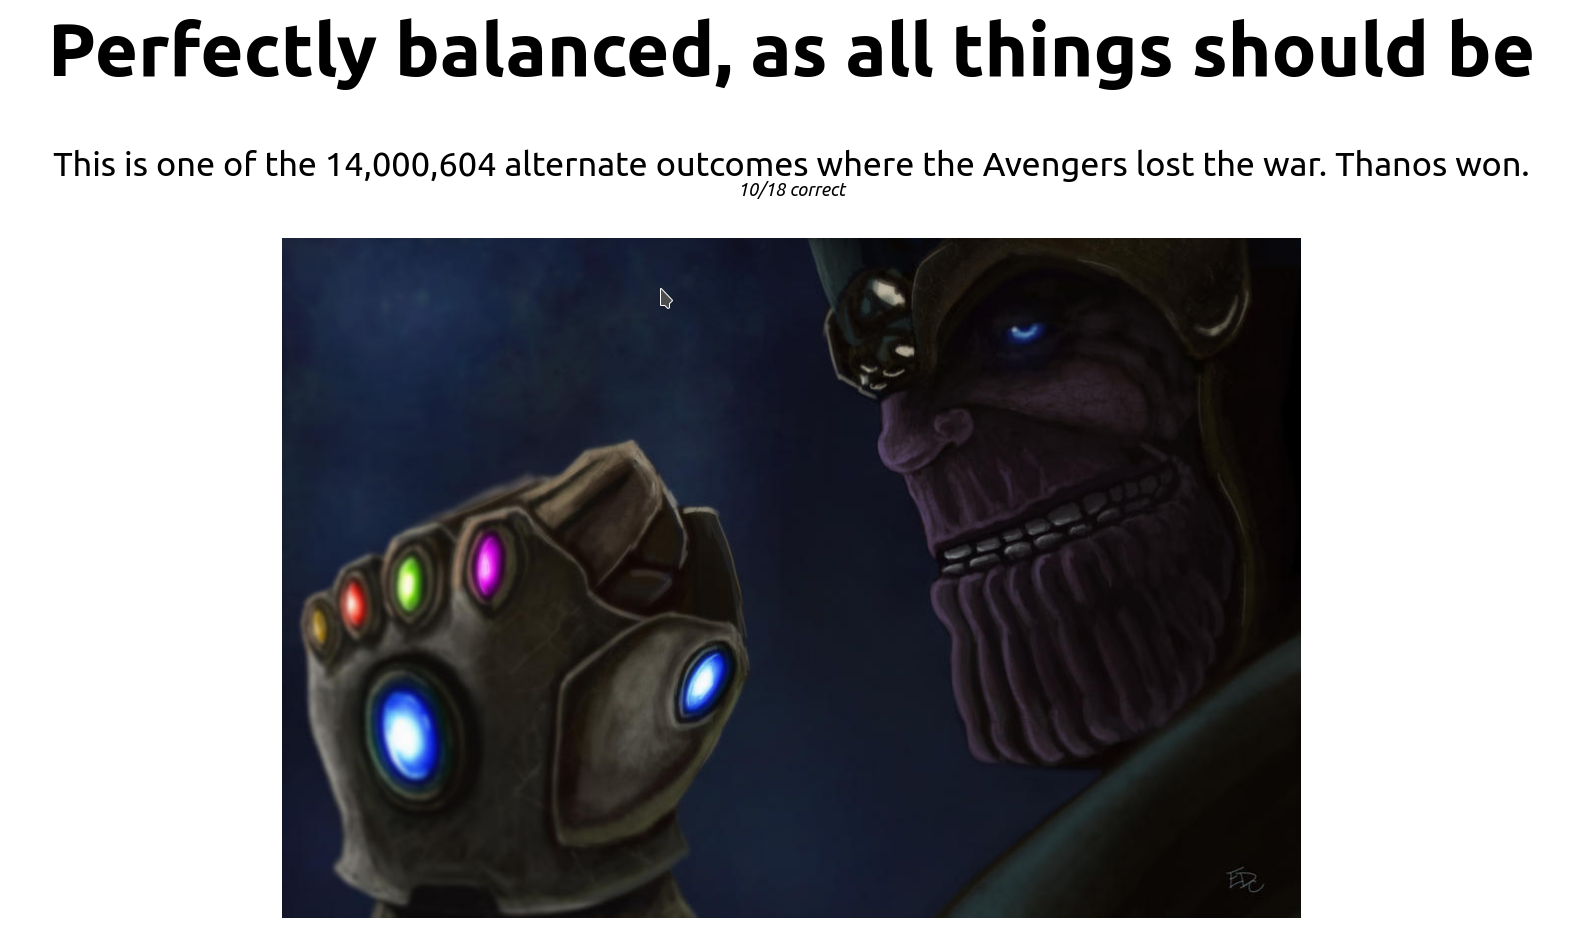 Perfectly balanced, as all things should be
This is one of the 14,000,604 alternate outcomes where the Avengers lost the war. Thanos won.
10/18 correct
EDC